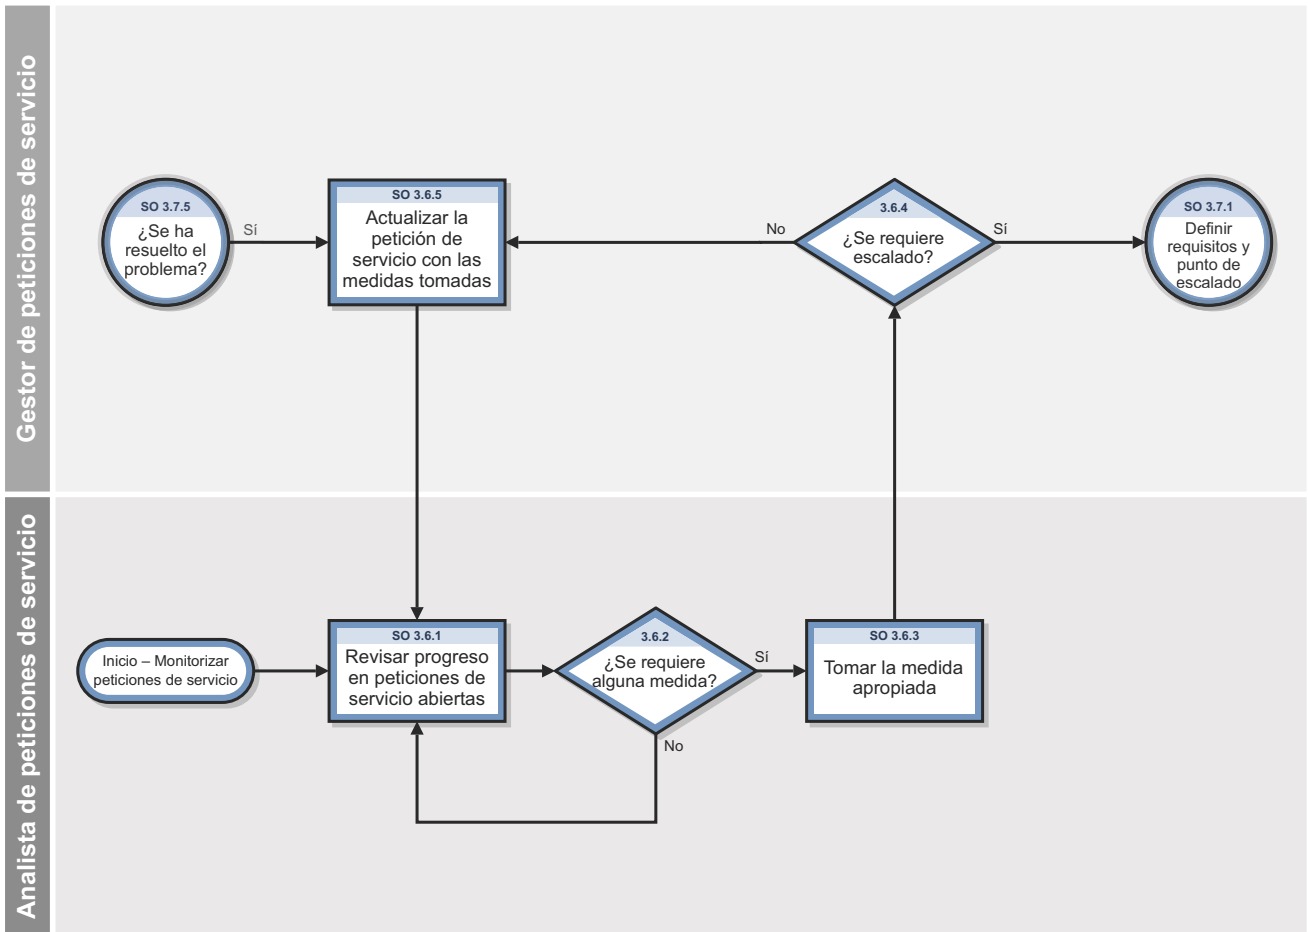 Gestor de peticiones de servicio
SO 3.7.5
¿Se ha
resuelto el
problema?
Sí
SO 3.6.5
Actualizar la
petición de
servicio con las
medidas tomadas
No
3.6.4
¿Se requiere
escalado?
Sí
SO 3.7.1
Definir
requisitos y
punto de
escalado
Analista de peticiones de servicio
Inicio – Monitorizar
peticiones de servicio
SO 3.6.1
Revisar progreso
en peticiones de
servicio abiertas
3.6.2
¿Se requiere
alguna medida?
Sí
No
SO 3.6.3
Tomar la medida
apropiada